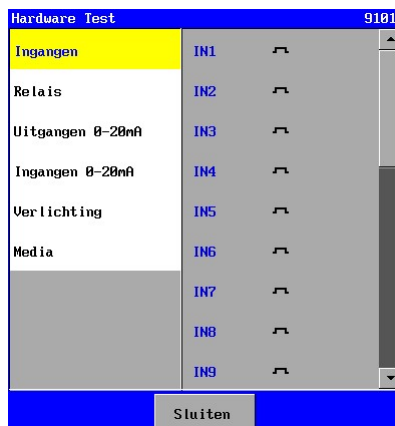 Hardware Test 9101
Ingangen
Relais
Uitgangen 0-20mA
Ingangen 0-20mA
Verlichting
Media
IN1
IN2
IN3
IN4
IN5
IN6
IN7
IN8
IN9
Sluiten